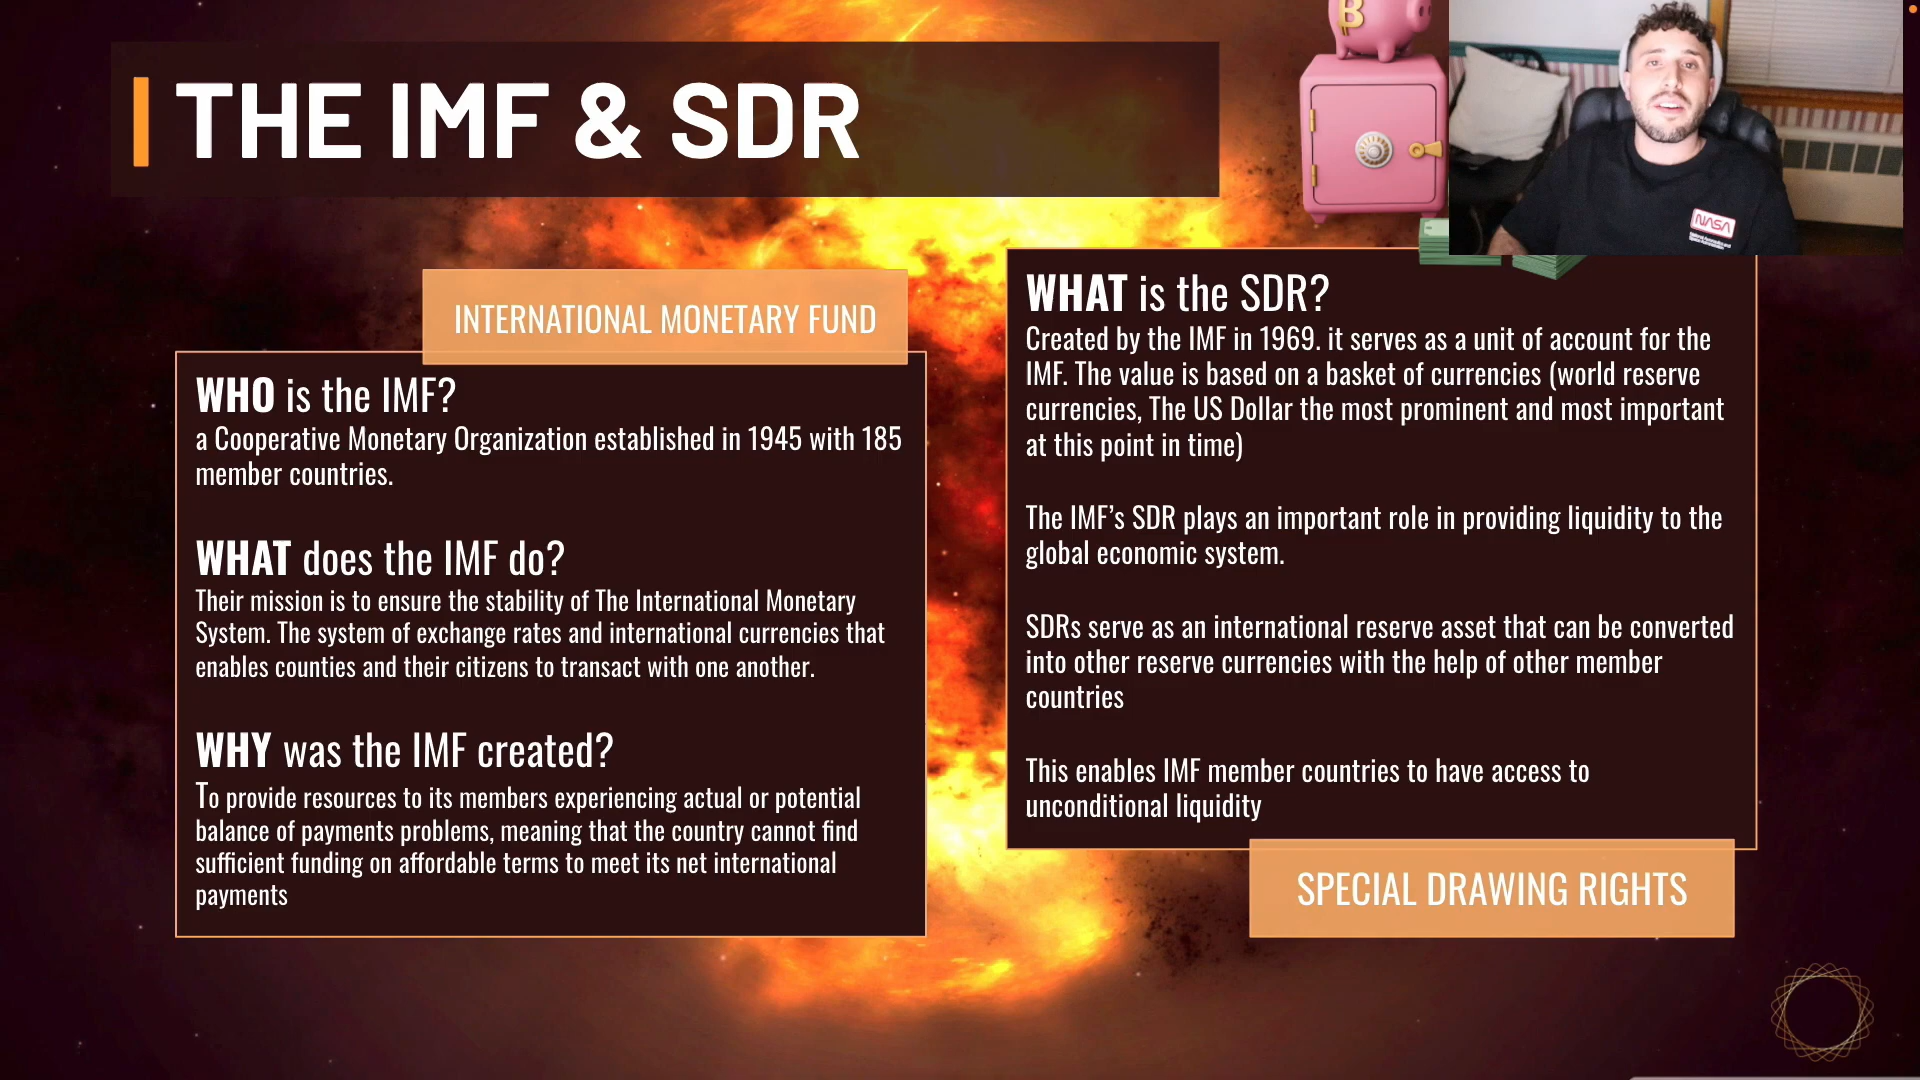 THE IMF & SDR
NASA
INTERNATIONAL MONETARY FUND
WHO is the IMF?
a Cooperative Monetary Organization established in 1945 with 185
member countries.
WHAT does the IMF do?
Their mission is to ensure the stability of The International Monetary
System. The system of exchange rates and international currencies that
enables counties and their citizens to transact with one another.
WHY was the IMF created?
To provide resources to its members experiencing actual or potential
balance of payments problems, meaning that the country cannot find
sufficient funding on affordable terms to meet its net international
payments
WHAT is the SDR?
Created by the IMF in 1969. it serves as a unit of account for the
IMF. The value is based on a basket of currencies (world reserve
currencies, The US Dollar the most prominent and most important
at this point in time)
The IMF’s SDR plays an important role in providing liquidity to the
global economic system.
SDRs serve as an international reserve asset that can be converted
into other reserve currencies with the help of other member
countries
This enables IMF member countries to have access to
unconditional liquidity
SPECIAL DRAWING RIGHTS